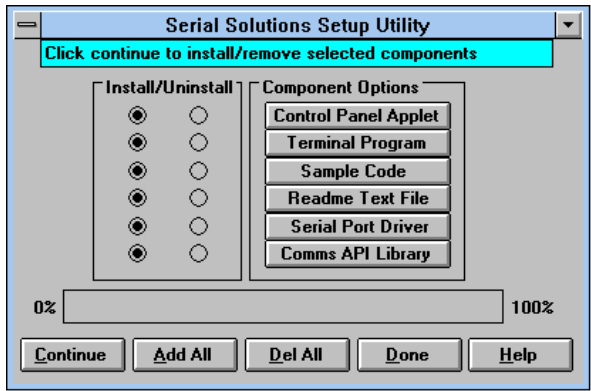 Serial Solutions Setup Utility
Click continue to install/remove selected components
Install/Uninstall Component Options
Control Panel Applet
Terminal Program
Sample Code
Readme Text File
Serial Port Driver
Comms API Library
0% 100%
Continue Add All Del All Done Help